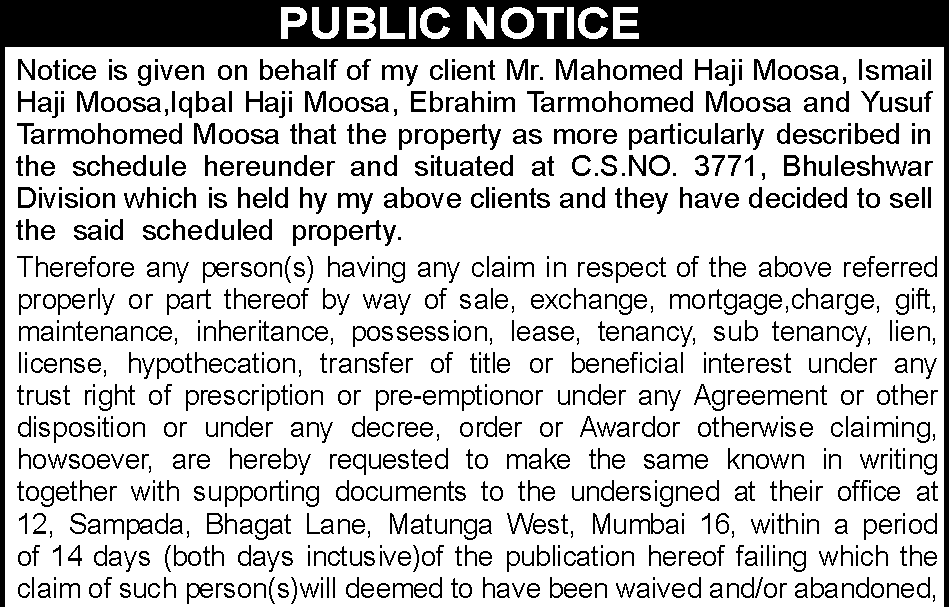 PUBLIC NOTICE
Notice is given on behalf of my client Mr. Mahomed Haji Moosa, Ismail
Haji Moosa,Iqbal Haji Moosa, Ebrahim Tarmohomed Moosa and Yusuf
Tarmohomed Moosa that the property as more particularly described in
the schedule hereunder and situated at C.S.NO. 3771, Bhuleshwar
Division which is held hy my above clients and they have decided to sell
the said scheduled property.
Therefore any person(s) having any claim in respect of the above referred
properly or part thereof by way of sale, exchange, mortgage,charge, gift,
maintenance, inheritance, possession, lease, tenancy, sub tenancy, lien,
license, hypothecation, transfer of title or beneficial interest under any
trust right of prescription or pre-emptionor under any Agreement or other
disposition or under any decree, order or Awardor otherwise claiming,
howsoever, are hereby requested to make the same known in writing
together with supporting documents to the undersigned at their office at
12, Sampada, Bhagat Lane, Matunga West, Mumbai 16, within a period
of 14 days (both days inctusive)of the publication hereof failing which the
claim of such person(s)will deemed to have been waived and/or abandoned,